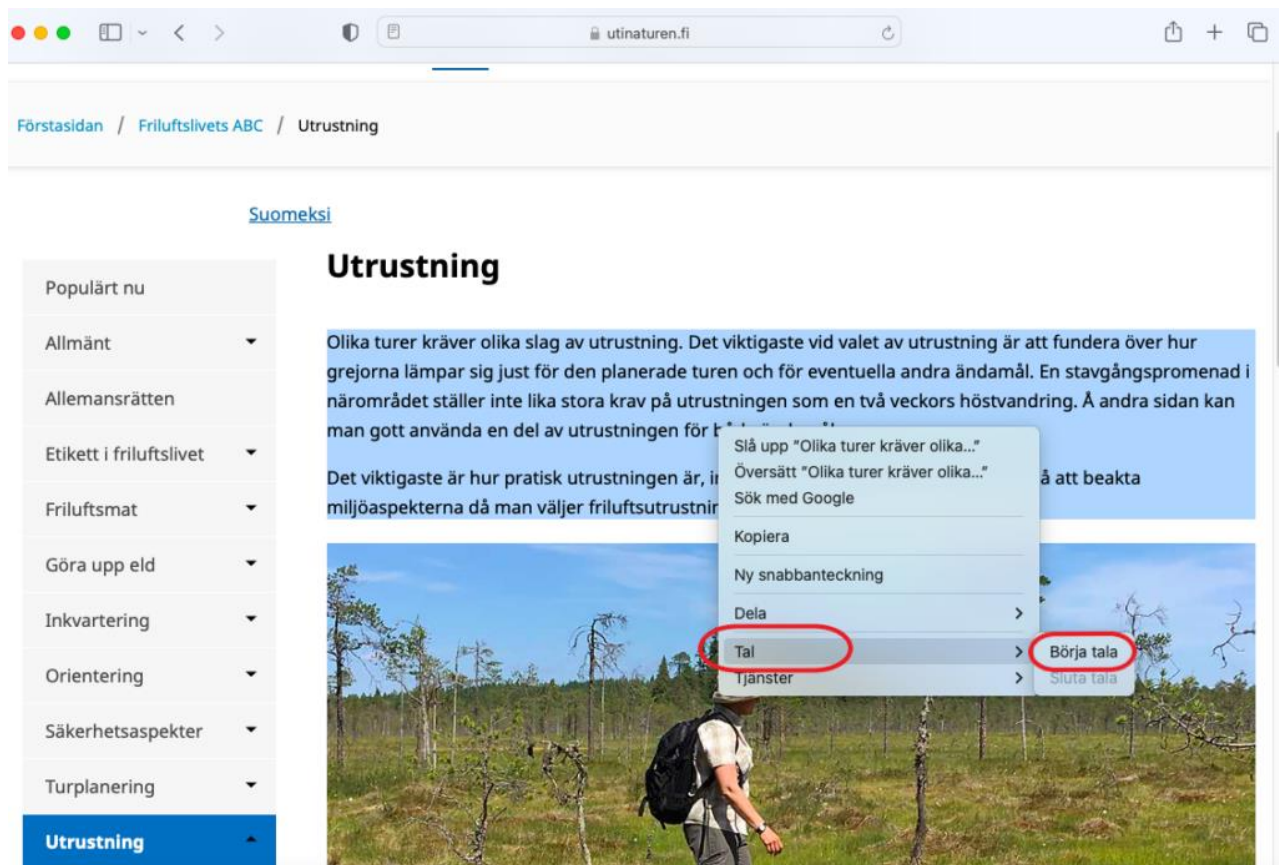 utinaturen.fi
Förstasidan / Friluftslivets ABC / Utrustning
Suomeksi
Utrustning
Populärt nu
Allmänt
Allemansrätten
Etikett i friluftslivet
Friluftsmat
Göra upp eld
Inkvartering
Orientering
Säkerhetsaspekter
Turplanering
Utrustning
Olika turer kräver olika slag av utrustning. Det viktigaste vid valet av utrustning är att fundera över hur
grejorna lämpar sig just för den planerade turen och för eventuella andra ändamål. En stavgångspromenad i
närområdet ställer inte lika stora krav på utrustningen som en två veckors höstvandring. Å andra sidan kan
man gott använda en del av utrustningen för
Det viktigaste är hur pratisk utrustningen är, att beakta
miljöaspekterna då man väljer
Slå upp "Olika turer kräver olika..."
Översätt "Olika turer kräver olika..."
Sök med Google
Kopiera
Ny snabbanteckning
Dela
Tal
Tjänster
Börja tala
Sluta tala